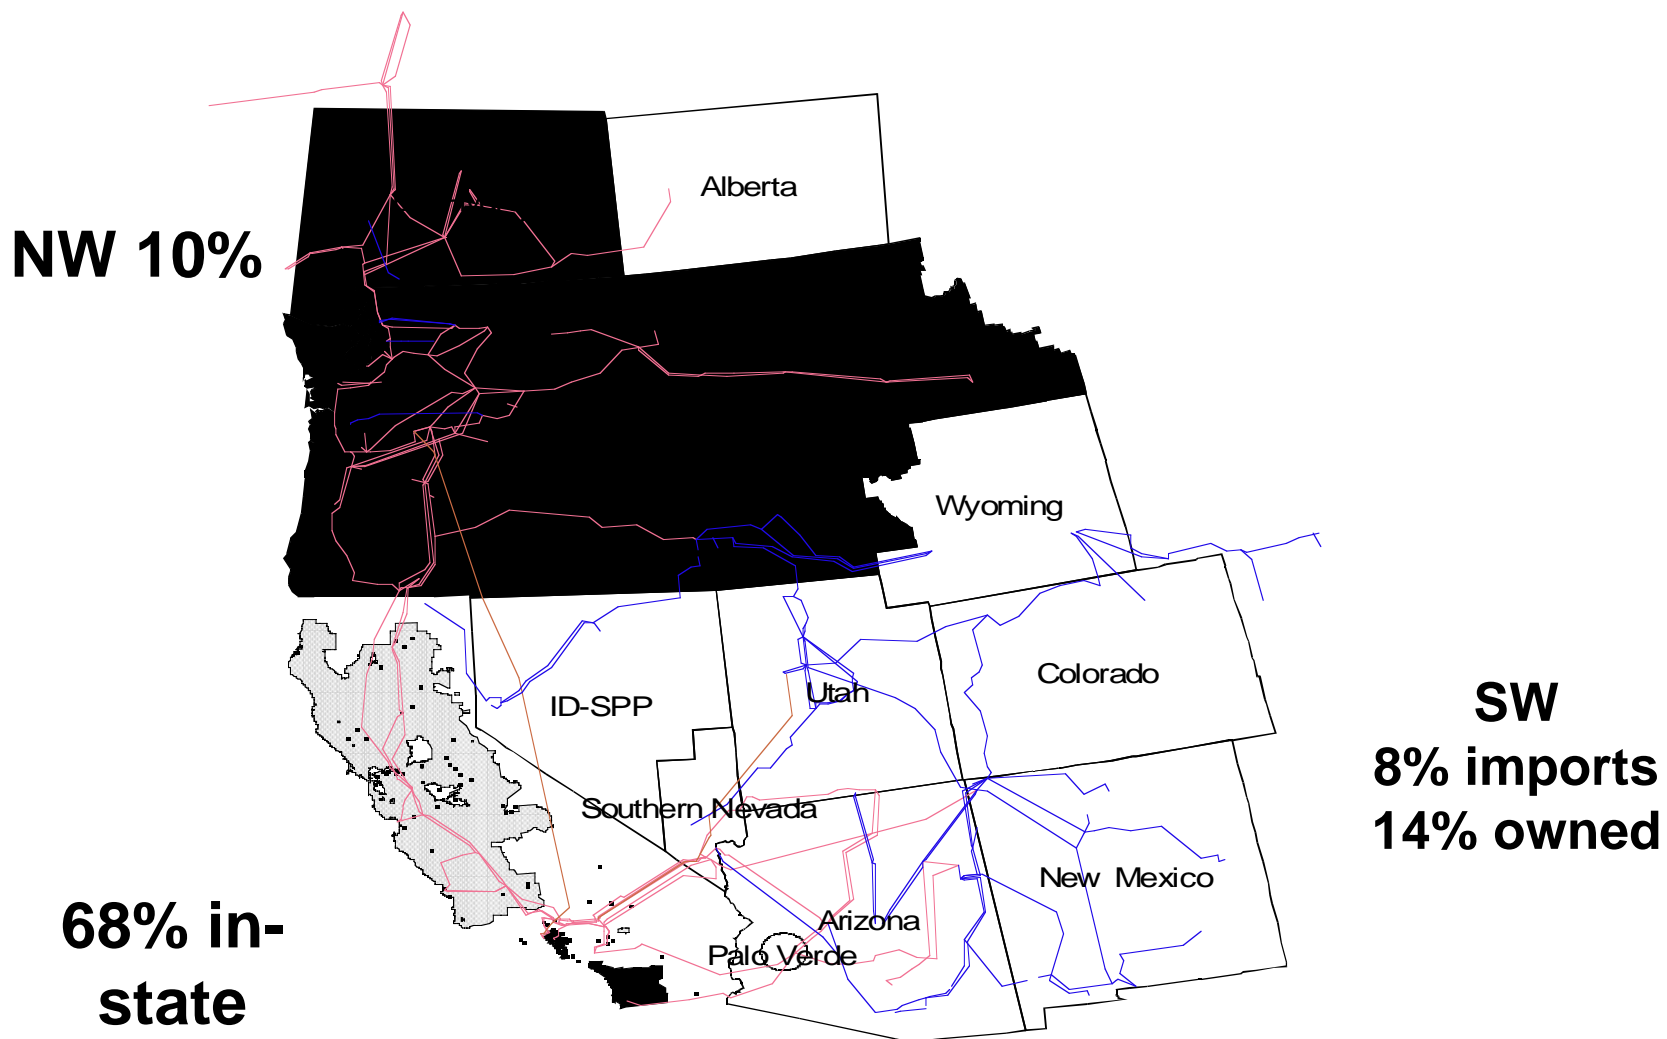 Alberta
NW 10%
Wyoming
Colorado
Utah
ID-SPP
SW
8% imports
14% owned
Southern Nevada
New Mexico
Arizona
Palo Verde
68% in-
state